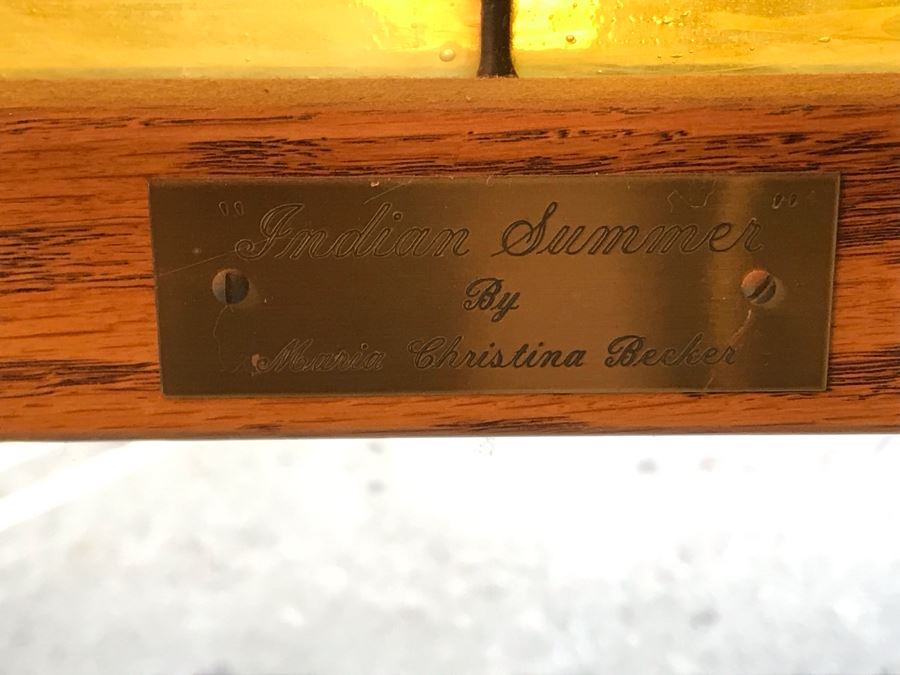 "Indian Summer"
By
Maria Christina Becker